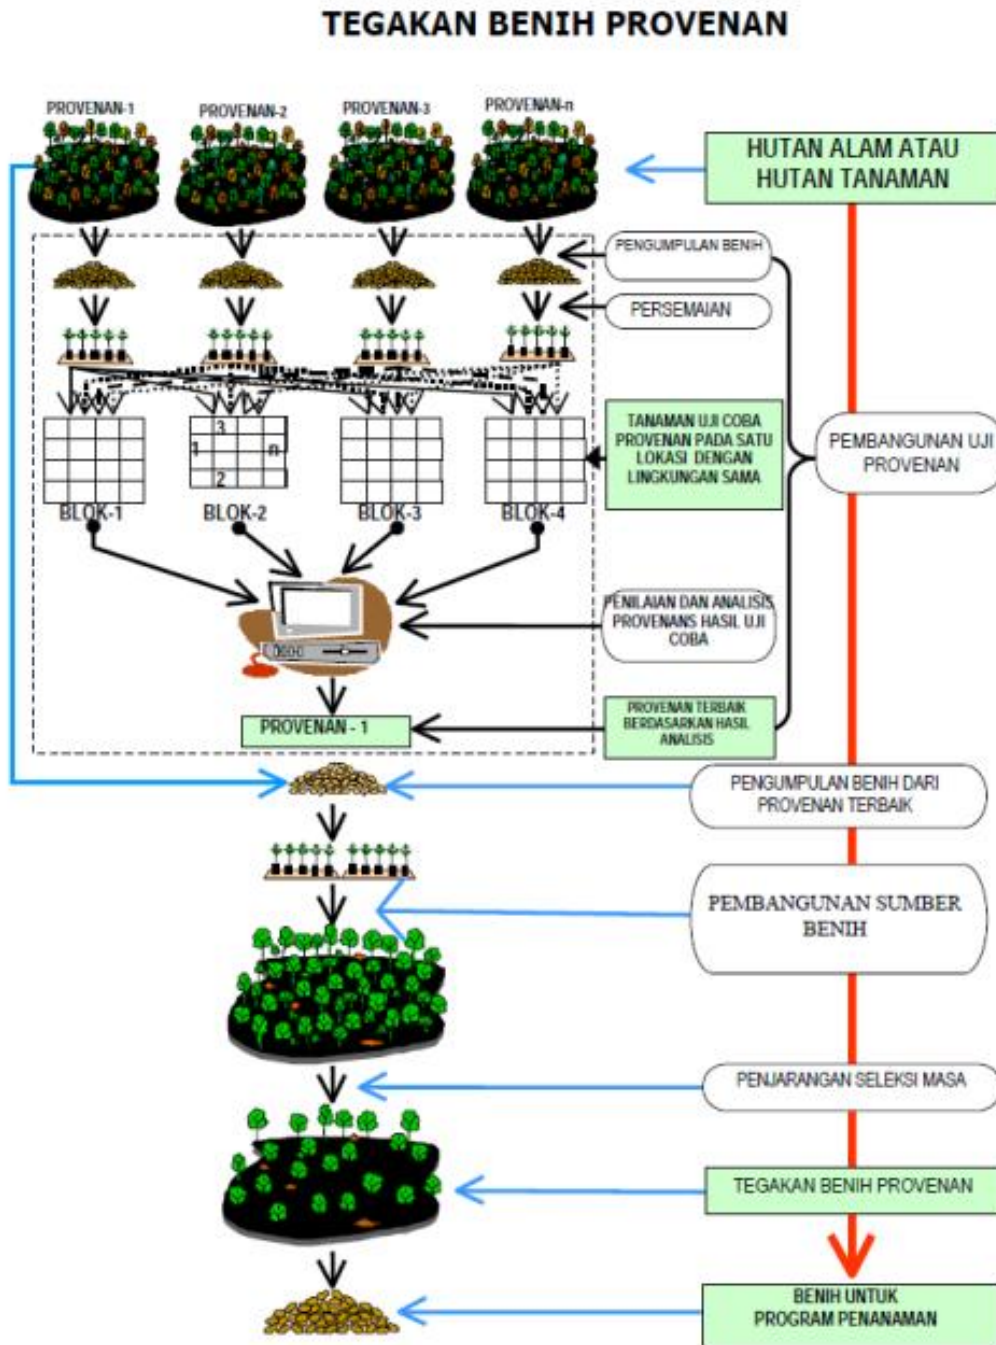 TEGAKAN BENIH PROVENAN
PROVENAN-1
PROVENAN-2
PROVENAN-3
PROVENAN-n
HUTAN ALAM ATAU
HUTAN TANAMAN
PENGUMPULAN BENIH
PERSEMAIAN
TANAMAN UJI COBA
PROVENAN PADA SATU
LOKASI DENGAN
LINGKUNGAN SAMA
PEMBANGUNAN UJI
PROVENAN
3
1
n
2
BLOK-1
BLOK-2
BLOK-3
BLOK-4
PENILAIAN DAN ANALISIS
PROVENANS HASIL UJI
COBA
PROVENAN - 1
PROVENAN TERBAIK
BERDASARKAN HASIL
ANALISIS
PENGUMPULAN BENIH DARI
PROVENAN TERBAIK
PEMBANGUNAN SUMBER
BENIH
PENJARANGAN SELEKSI MASA
TEGAKAN BENIH PROVENAN
BENIH UNTUK
PROGRAM PENANAMAN